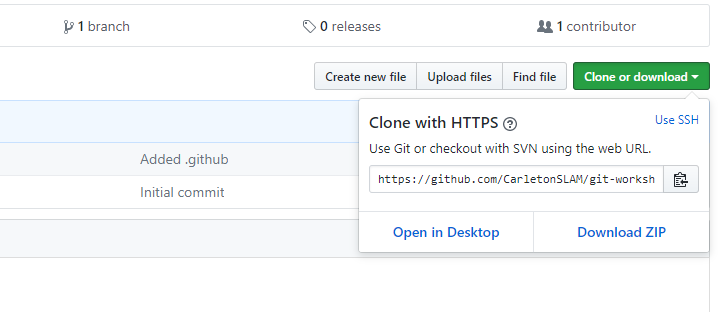 1 branch
0 releases
1 contributor
Create new file
Upload files
Find file
Clone or download
Clone with HTTPS ?
Use SSH
Use Git or checkout with SVN using the web URL.
Added .github
https://github.com/CarletonSLAM/git-worksh
Initial commit
Open in Desktop
Download ZIP